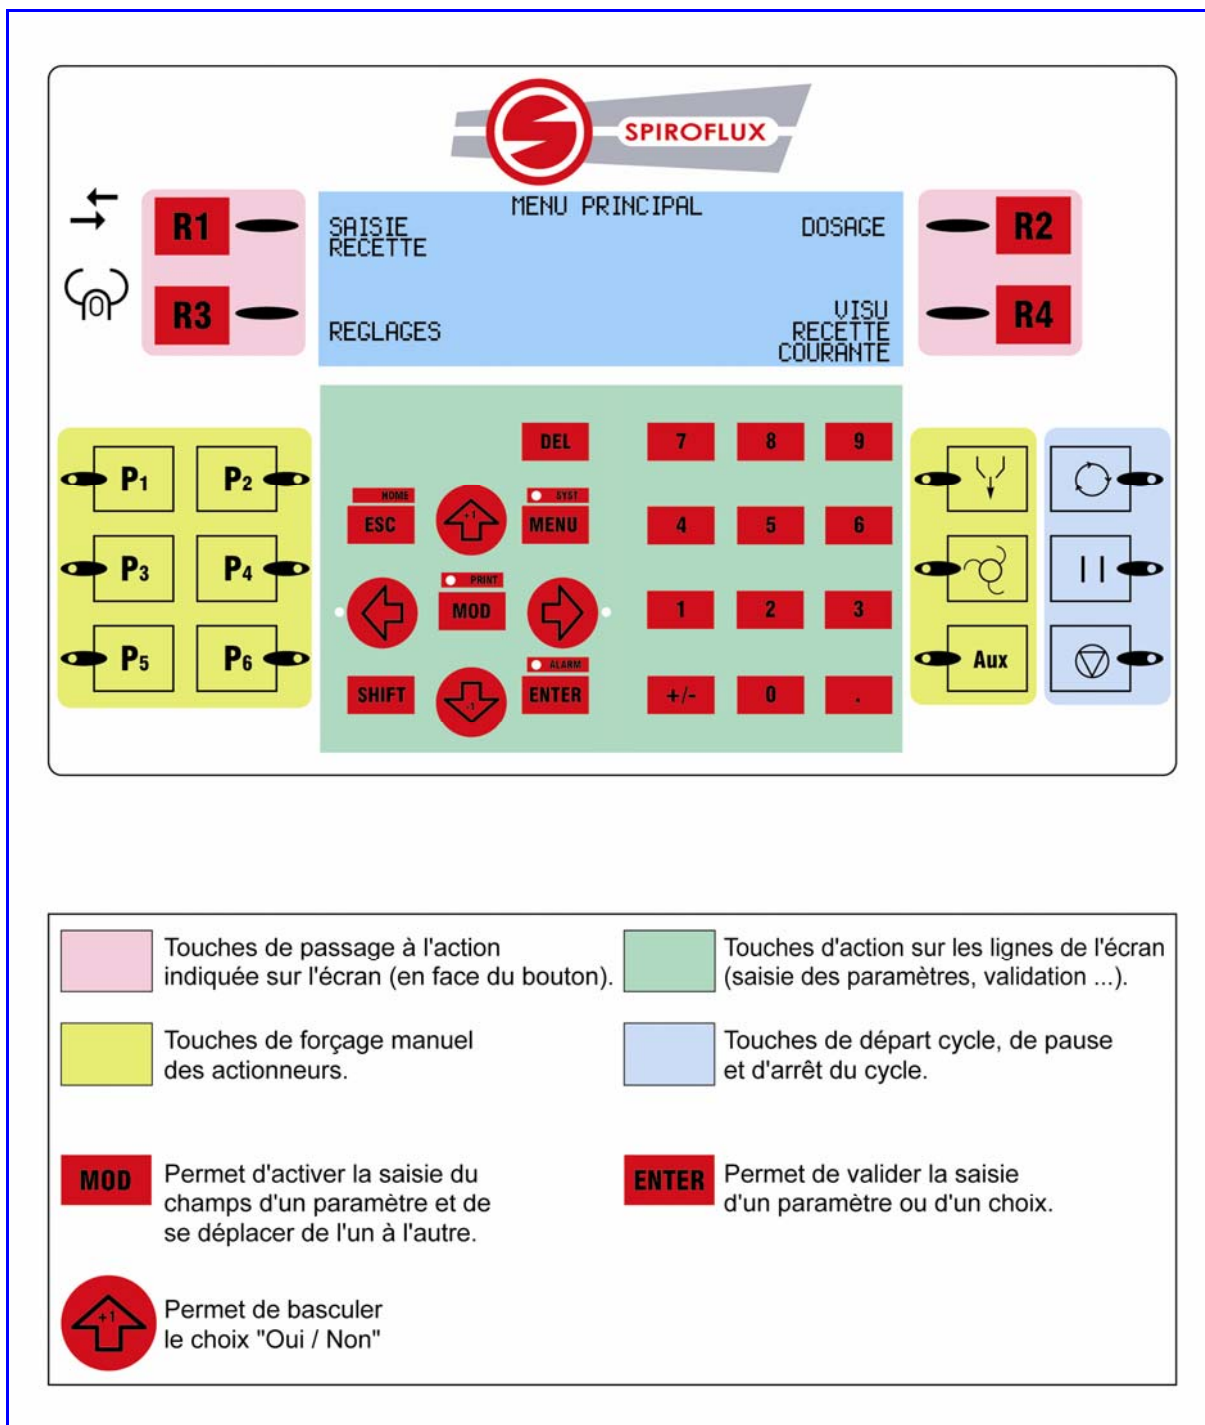 SPIROFLUX
MENU PRINCIPAL
R1
SAISIE
RECETTE
DOSAGE
R2
R3
REGLAGES
VISU
RECETTE
COURANTE
R4
P1
P2
P3
P4
P5
P6
DEL
7
8
9
HOME
ESC
+1
SYST
MENU
4
5
6
PRINT
MOD
1
2
3
SHIFT
-1
ALARM
ENTER
+/-
0
.
Aux
Touches de passage à l'action
indiquée sur l'écran (en face du bouton).
Touches d'action sur les lignes de l'écran
(saisie des paramètres, validation ...).
Touches de forçage manuel
des actionneurs.
Touches de départ cycle, de pause
et d'arrêt du cycle.
MOD
Permet d'activer la saisie du
champs d'un paramètre et de
se déplacer de l'un à l'autre.
ENTER
Permet de valider la saisie
d'un paramètre ou d'un choix.
+1
Permet de basculer
le choix "Oui / Non"